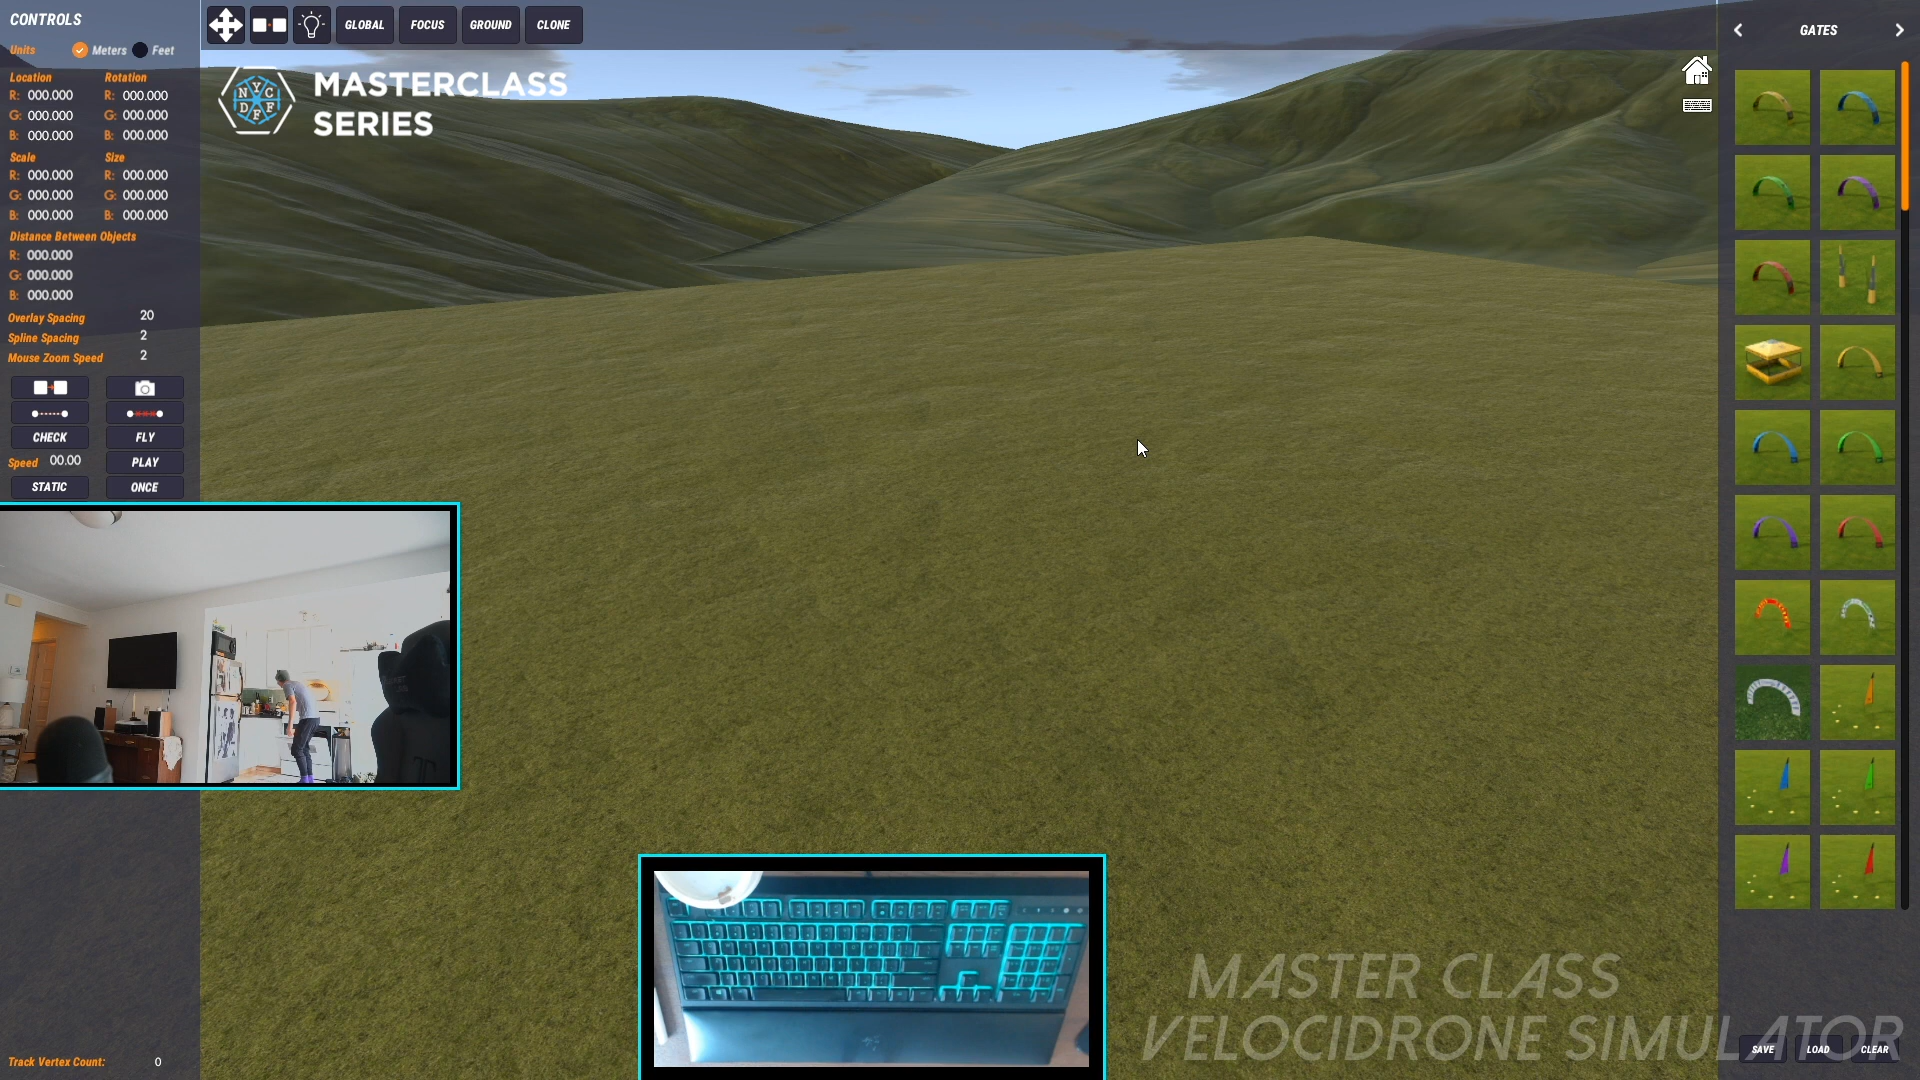 CONTROLS
Units Meters Feet
Location Rotation
R: 000.000 R: 000.000
G: 000.000 G: 000.000
B: 000.000 B: 000.000
Scale Size
R: 000.000 R: 000.000
G: 000.000 G: 000.000
B: 000.000 B: 000.000
Distance Between Objects
R: 000.000
G: 000.000
B: 000.000
Overlay Spacing 20
Spline Spacing 2
Mouse Zoom Speed 2
CHECK FLY
Speed 00.00 PLAY
STATIC ONCE
Track Vertex Count: 0
GLOBAL FOCUS GROUND CLONE
NYC
DFF
MASTERCLASS
SERIES
GATES
MASTER CLASS
VELOCIDRONE SIMULATOR
SAVE LOAD CLEAR